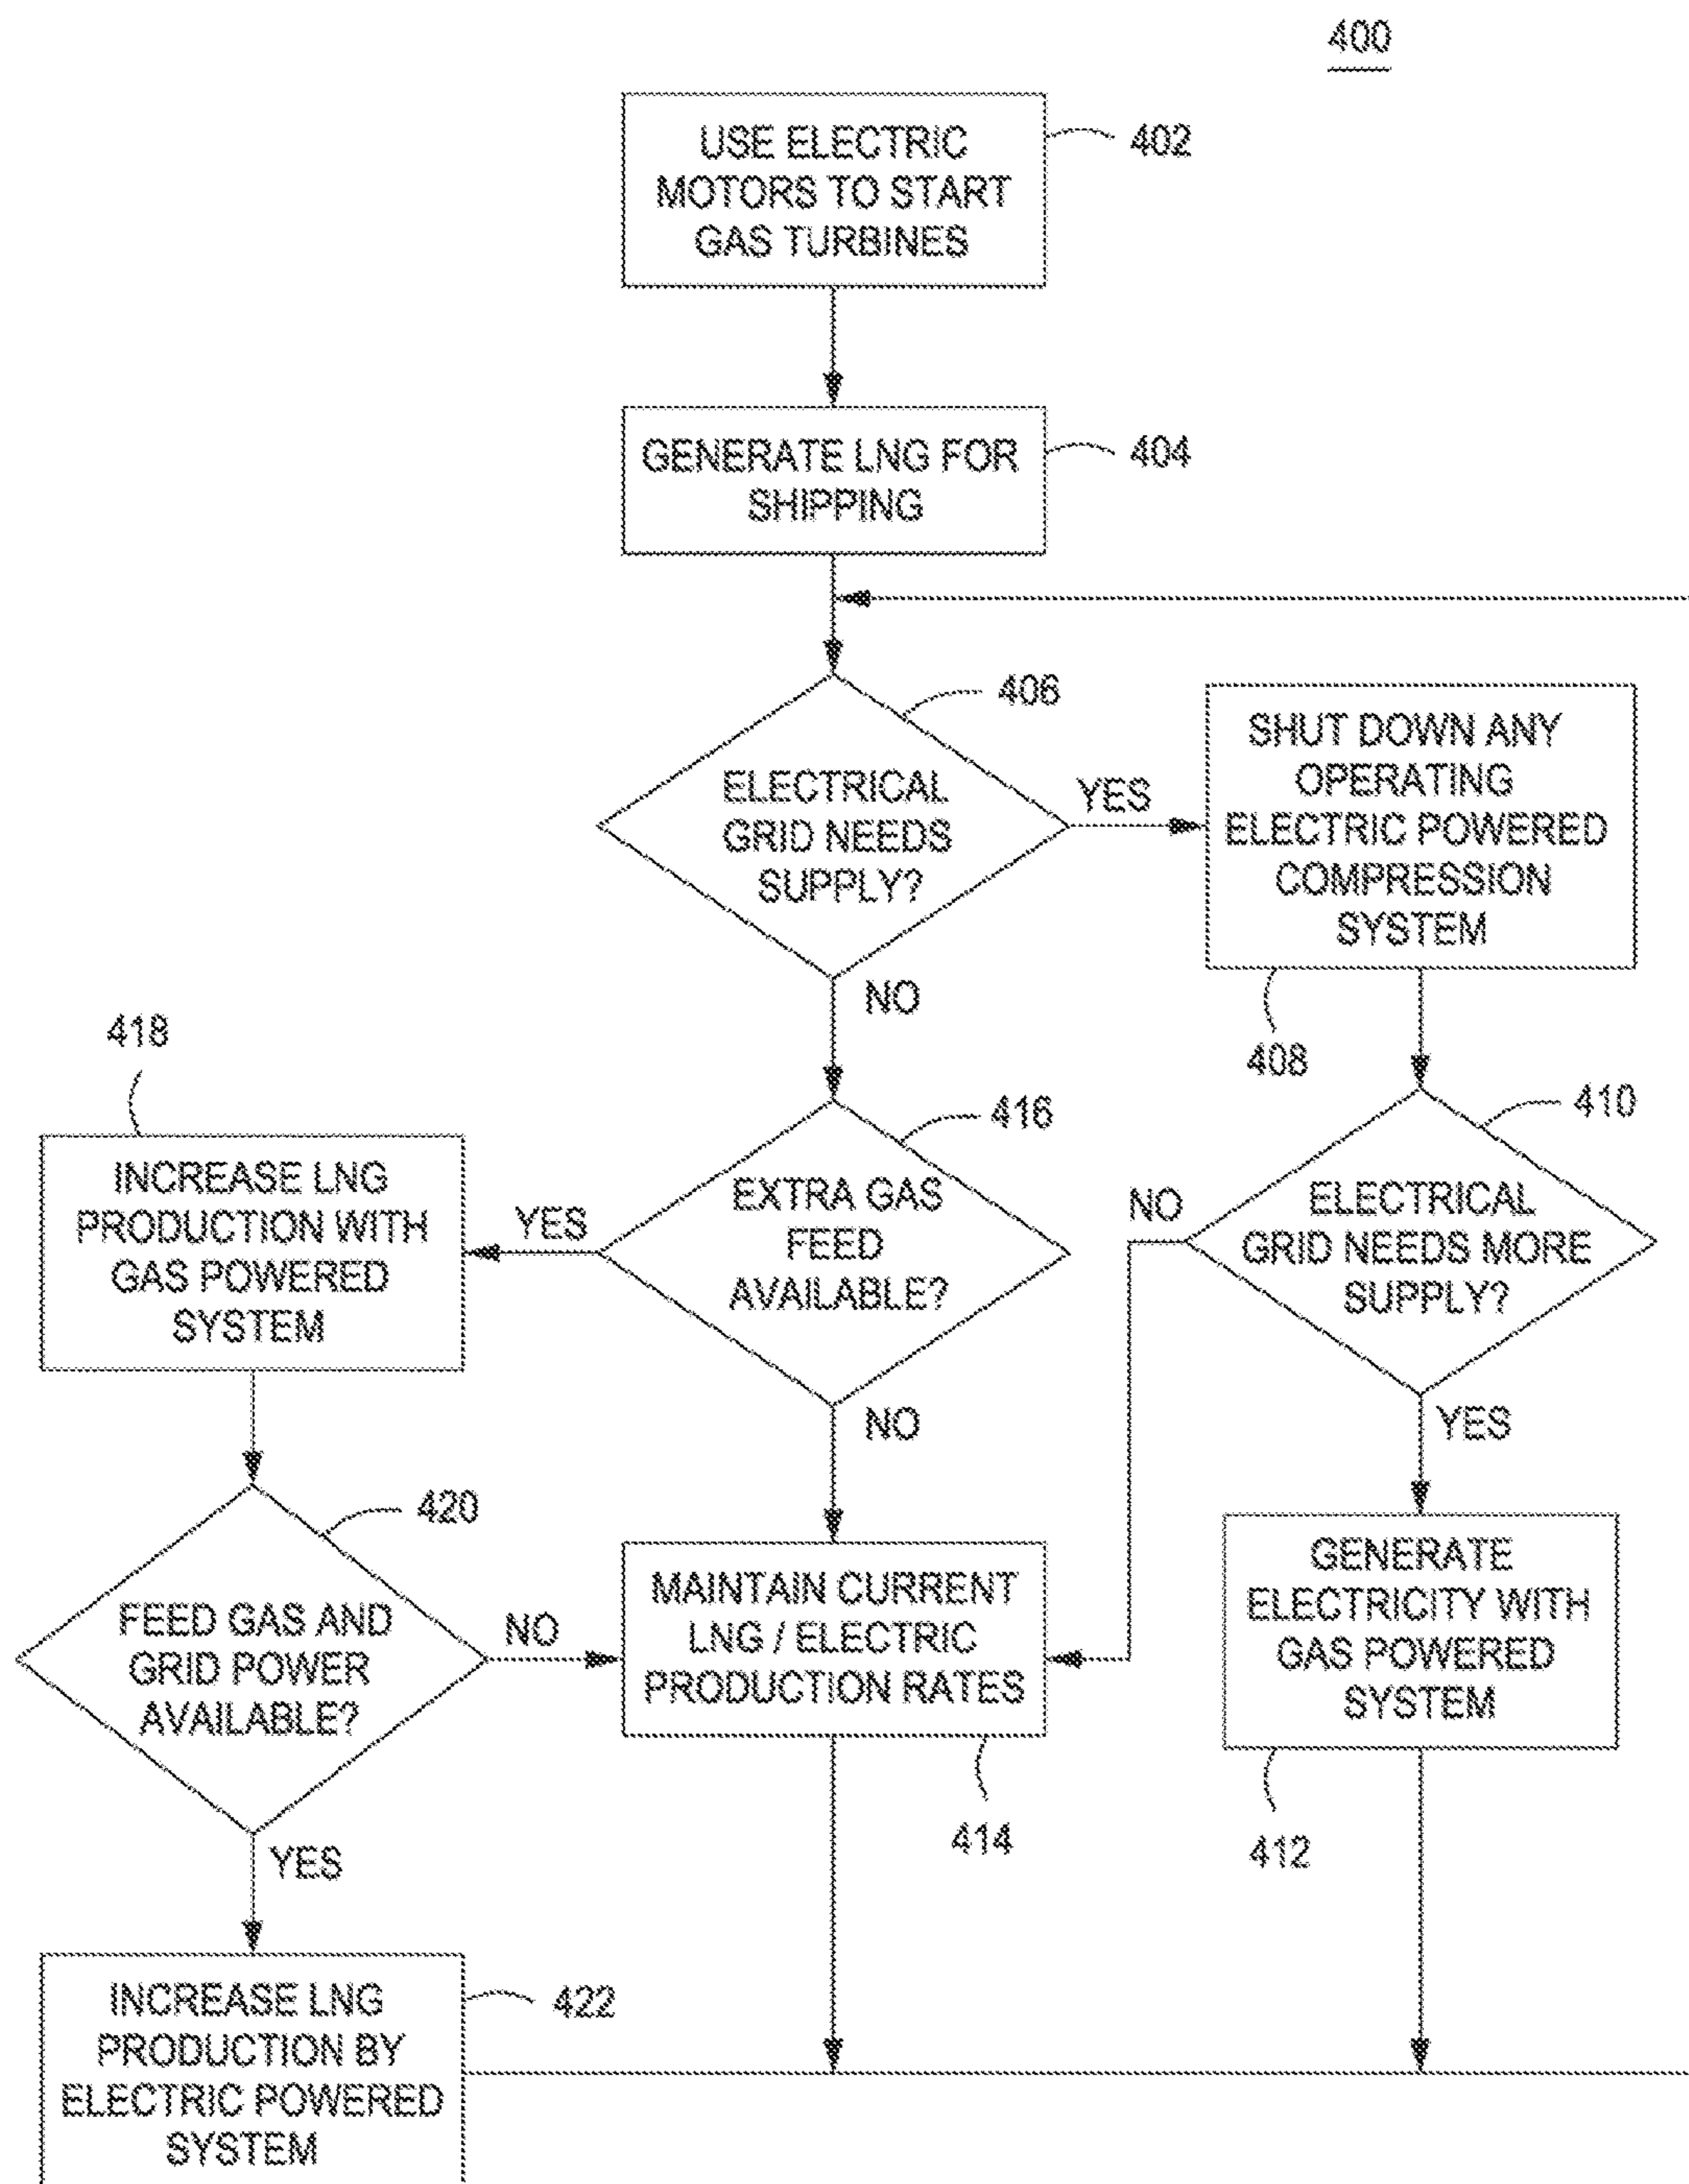 400
USE ELECTRIC
MOTORS TO START
GAS TURBINES
402
GENERATE LNG FOR
SHIPPING
404
406
ELECTRICAL
GRID NEEDS
SUPPLY?
YES
NO
SHUT DOWN ANY
OPERATING
ELECTRIC POWERED
COMPRESSION
SYSTEM
408
410
ELECTRICAL
GRID NEEDS MORE
SUPPLY?
NO
YES
416
EXTRA GAS
FEED
AVAILABLE?
YES
NO
418
INCREASE LNG
PRODUCTION WITH
GAS POWERED
SYSTEM
420
FEED GAS AND
GRID POWER
AVAILABLE?
NO
YES
MAINTAIN CURRENT
LNG / ELECTRIC
PRODUCTION RATES
414
GENERATE
ELECTRICITY WITH
GAS POWERED
SYSTEM
412
INCREASE LNG
PRODUCTION BY
ELECTRIC POWERED
SYSTEM
422